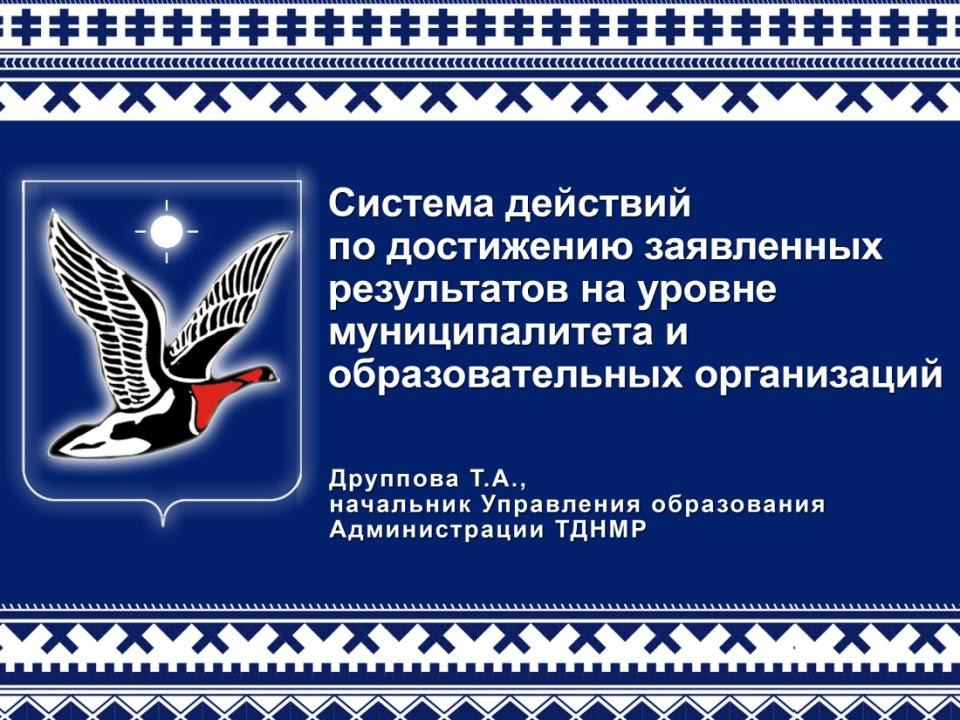 Система действий
по достижению заявленных
результатов на уровне
муниципалитета и
образовательных организаций
Друппова Т.А.,
начальник Управления образования
Администрации ТДНМР